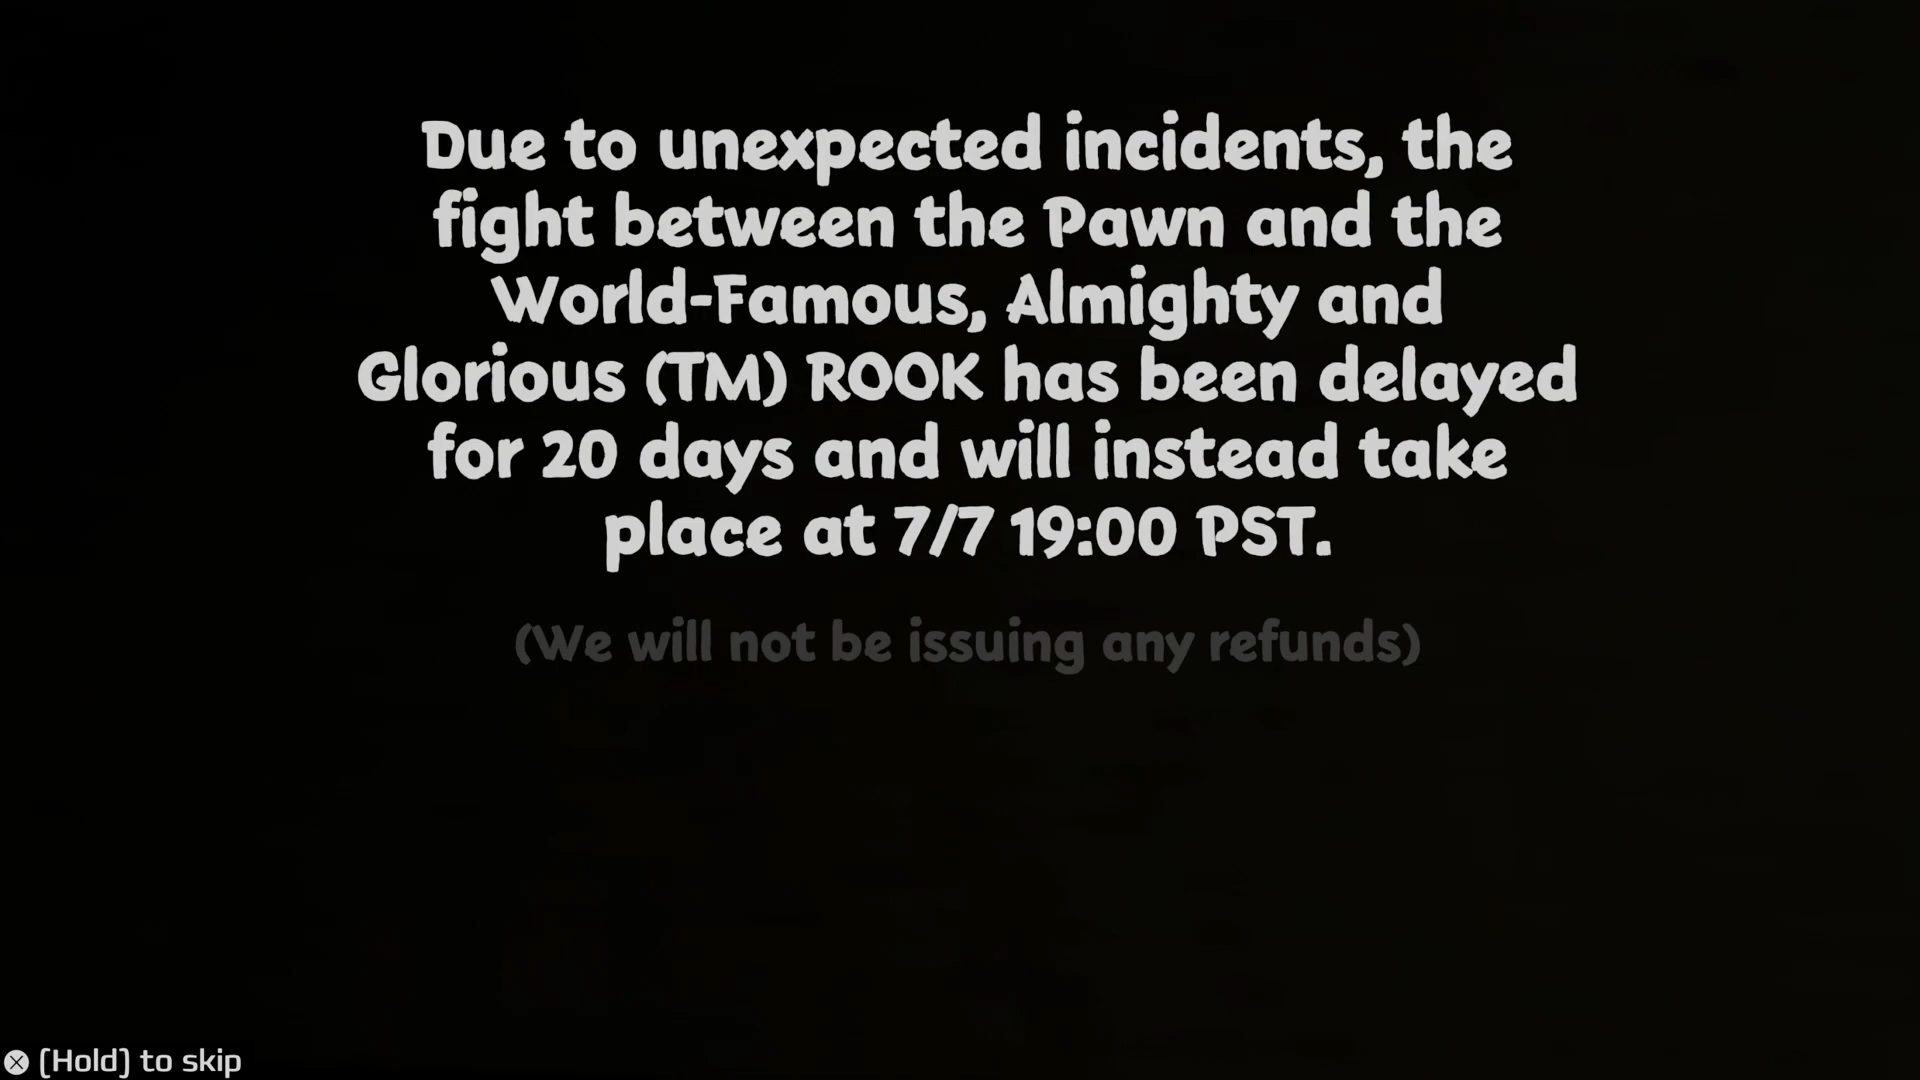 Due to unexpected incidents, the
fight between the Pawn and the
World-Famous, Almighty and
Glorious (TM) ROOK has been delayed
for 20 days and will instead take
place at 7/7 19:00 PST.
(We will not be issuing any refunds)
[Hold] to skip